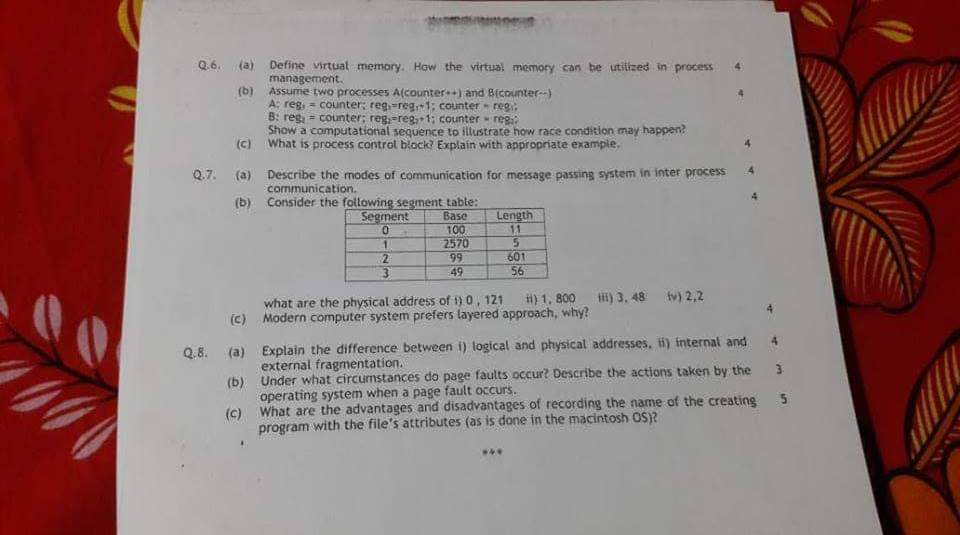 Q.6. (a) Define virtual memory. How the virtual memory can be utilized in process 4
management.
(b) Assume two processes A(counter++) and B(counter--) 4
A: reg₁ = counter; reg₁=reg₁+1; counter = reg₁;
B: reg₂ = counter; reg₂=reg₂+1; counter = reg₂;
Show a computational sequence to illustrate how race condition may happen?
(c) What is process control block? Explain with appropriate example. 4
Q.7. (a) Describe the modes of communication for message passing system in inter process 4
communication.
(b) Consider the following segment table: 4
Segment Base Length
0 100 11
1 2570 5
2 99 601
3 49 56
what are the physical address of i) 0 , 121 ii) 1, 800 iii) 3, 48 iv) 2,2
(c) Modern computer system prefers layered approach, why? 4
Q.8. (a) Explain the difference between i) logical and physical addresses, ii) internal and 4
external fragmentation.
(b) Under what circumstances do page faults occur? Describe the actions taken by the 3
operating system when a page fault occurs.
(c) What are the advantages and disadvantages of recording the name of the creating 5
program with the file's attributes (as is done in the macintosh OS)?
***